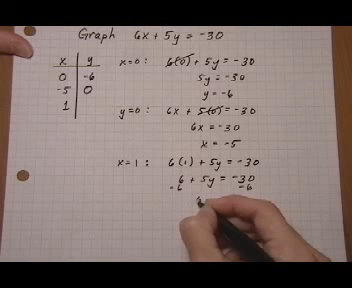 Graph 6x + 5y = -30
x y
0 -6
-5 0
1
x=0: 6(0) + 5y = -30
5y = -30
y = -6
y=0: 6x + 5(0) = -30
6x = -30
x = -5
x=1: 6(1) + 5y = -30
6 + 5y = -30
-6 -6